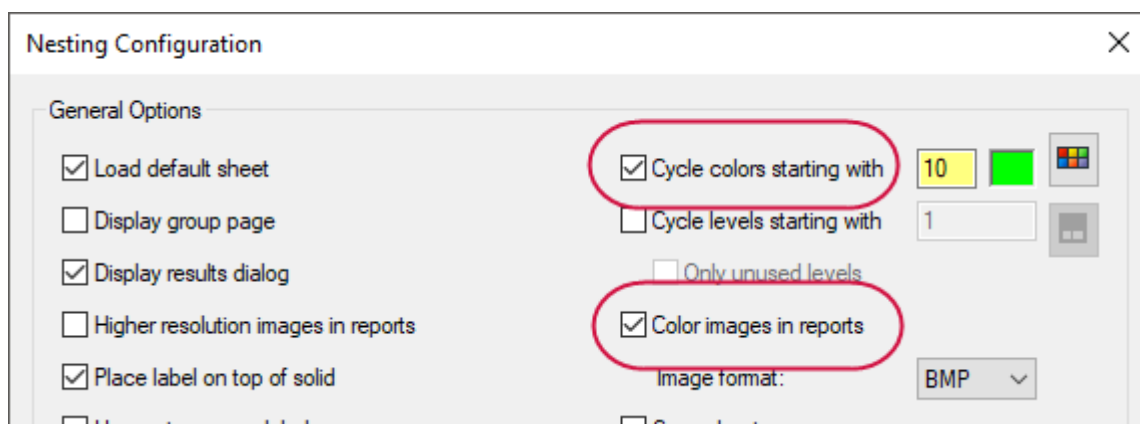 Nesting Configuration
General Options
Load default sheet
Cycle colors starting with 10
Display group page
Cycle levels starting with 1
Display results dialog
Only unused levels
Higher resolution images in reports
Color images in reports
Place label on top of solid
Image format: BMP